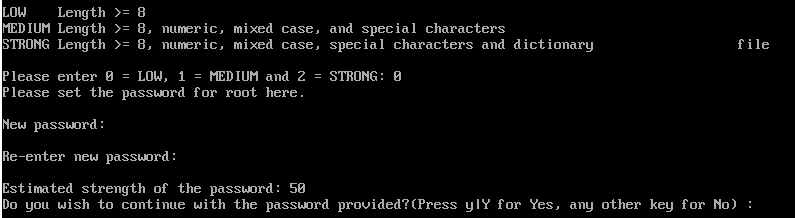 LOW    Length >= 8
MEDIUM Length >= 8, numeric, mixed case, and special characters
STRONG Length >= 8, numeric, mixed case, special characters and dictionary                  file
Please enter 0 = LOW, 1 = MEDIUM and 2 = STRONG: 0
Please set the password for root here.
New password:
Re-enter new password:
Estimated strength of the password: 50
Do you wish to continue with the password provided?(Press y|Y for Yes, any other key for No) :